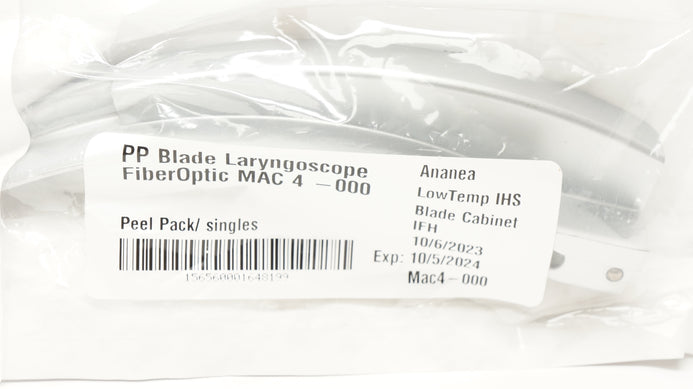 PP Blade Laryngoscope
FiberOptic MAC 4 -000
Peel Pack/ singles
156560001648199
Ananea
LowTemp IHS
Blade Cabinet
IFH
10/6/2023
Exp: 10/5/2024
Mac4-000